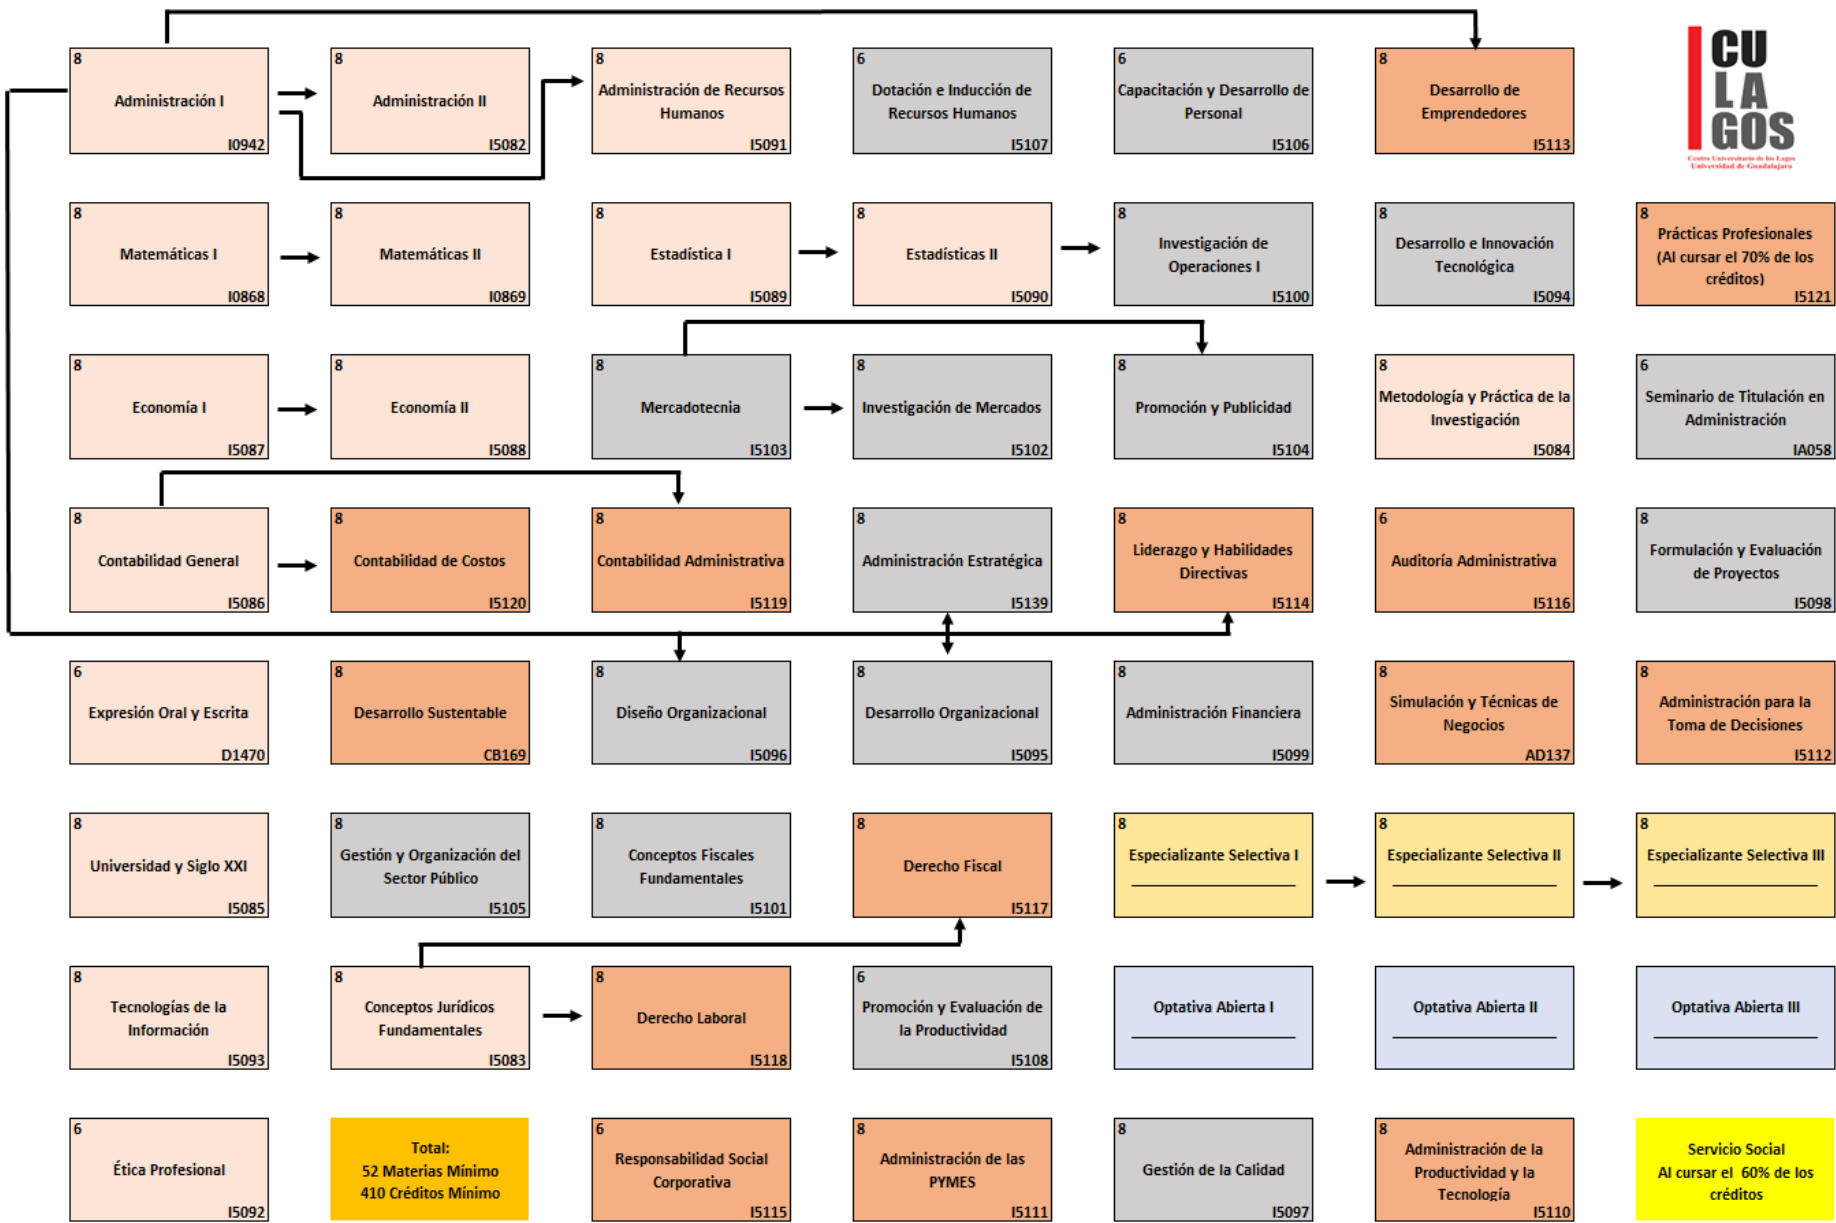 CU
LA
GOS
Centro Universitario de los Lagos
Universidad de Guadalajara
8
Administración I
I0942
8
Administración II
I5082
8
Administración de Recursos
Humanos
I5091
6
Dotación e Inducción de
Recursos Humanos
I5107
6
Capacitación y Desarrollo de
Personal
I5106
8
Desarrollo de
Emprendedores
I5113
8
Matemáticas I
I0868
8
Matemáticas II
I0869
8
Estadística I
I5089
8
Estadísticas II
I5090
8
Investigación de
Operaciones I
I5100
8
Desarrollo e Innovación
Tecnológica
I5094
8
Prácticas Profesionales
(Al cursar el 70% de los
créditos)
I5121
8
Economía I
I5087
8
Economía II
I5088
8
Mercadotecnia
I5103
8
Investigación de Mercados
I5102
8
Promoción y Publicidad
I5104
8
Metodología y Práctica de la
Investigación
I5084
6
Seminario de Titulación en
Administración
IA058
8
Contabilidad General
I5086
8
Contabilidad de Costos
I5120
8
Contabilidad Administrativa
I5119
8
Administración Estratégica
I5139
8
Liderazgo y Habilidades
Directivas
I5114
6
Auditoría Administrativa
I5116
8
Formulación y Evaluación
de Proyectos
I5098
6
Expresión Oral y Escrita
D1470
8
Desarrollo Sustentable
CB169
8
Diseño Organizacional
I5096
8
Desarrollo Organizacional
I5095
8
Administración Financiera
I5099
8
Simulación y Técnicas de
Negocios
AD137
8
Administración para la
Toma de Decisiones
I5112
8
Universidad y Siglo XXI
I5085
8
Gestión y Organización del
Sector Público
I5105
8
Conceptos Fiscales
Fundamentales
I5101
8
Derecho Fiscal
I5117
8
Especializante Selectiva I
8
Especializante Selectiva II
8
Especializante Selectiva III
8
Tecnologías de la
Información
I5093
8
Conceptos Jurídicos
Fundamentales
I5083
8
Derecho Laboral
I5118
6
Promoción y Evaluación de
la Productividad
I5108
Optativa Abierta I
Optativa Abierta II
Optativa Abierta III
6
Ética Profesional
I5092
Total:
52 Materias Mínimo
410 Créditos Mínimo
6
Responsabilidad Social
Corporativa
I5115
8
Administración de las
PYMES
I5111
8
Gestión de la Calidad
I5097
8
Administración de la
Productividad y la
Tecnología
I5110
Servicio Social
Al cursar el 60% de los
créditos